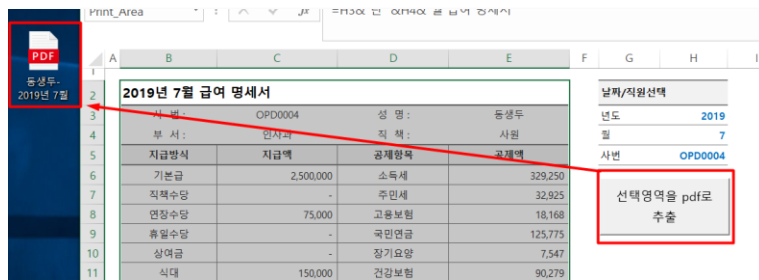 Print_Area
fx
=H3& "년 "&H4& "월 급여 명세서"
PDF
동생두-
2019년 7월
A B C D E F G H I
1
2 2019년 7월 급여 명세서 날짜/직원선택
3 사 번 : OPD0004 성 명 : 동생두 년도 2019
4 부 서 : 인사과 직 책 : 사원 월 7
5 지급방식 지급액 공제항목 공제액 사번 OPD0004
6 기본급 2,500,000 소득세 329,250
7 직책수당 - 주민세 32,925
8 연장수당 75,000 고용보험 18,168
9 휴일수당 - 국민연금 125,775
10 상여금 - 장기요양 7,547
11 식대 150,000 건강보험 90,279
선택영역을 pdf로
추출